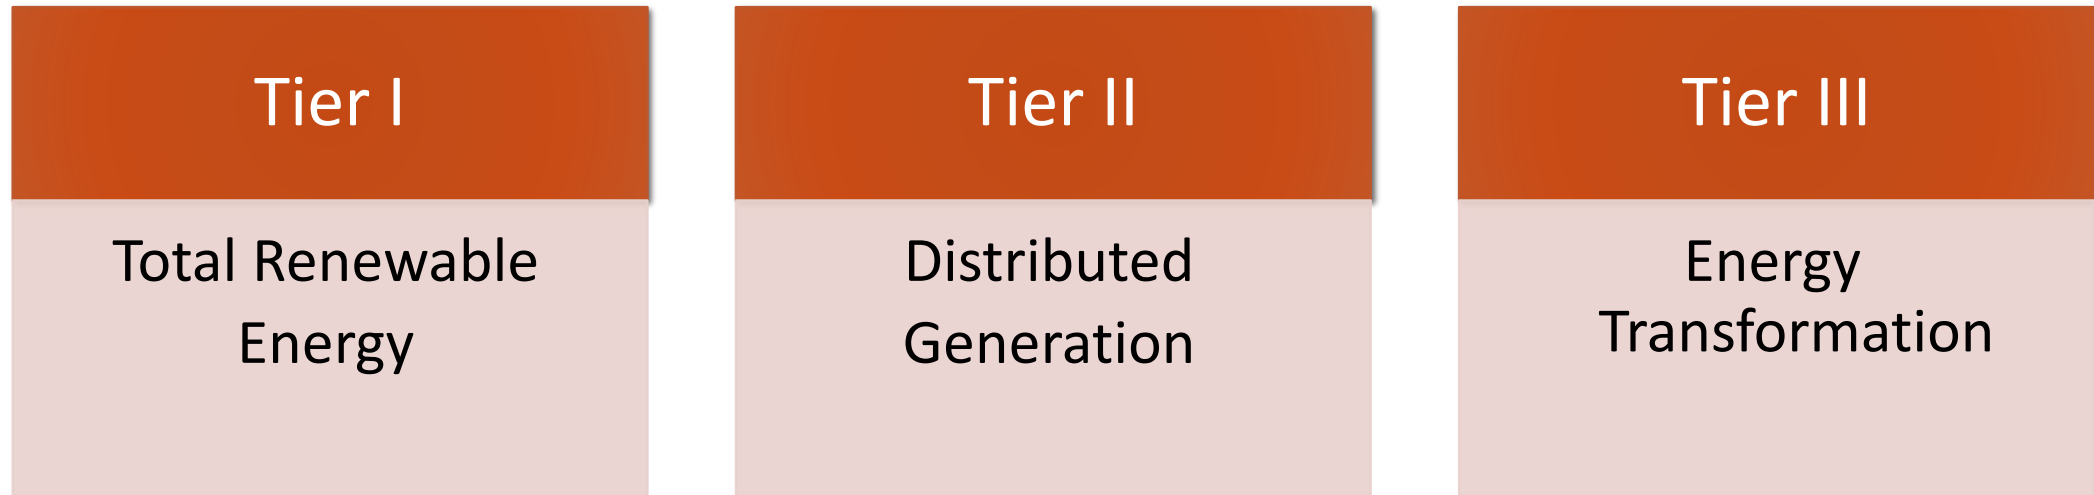 Tier I
Total Renewable
Energy
Tier II
Distributed
Generation
Tier III
Energy
Transformation